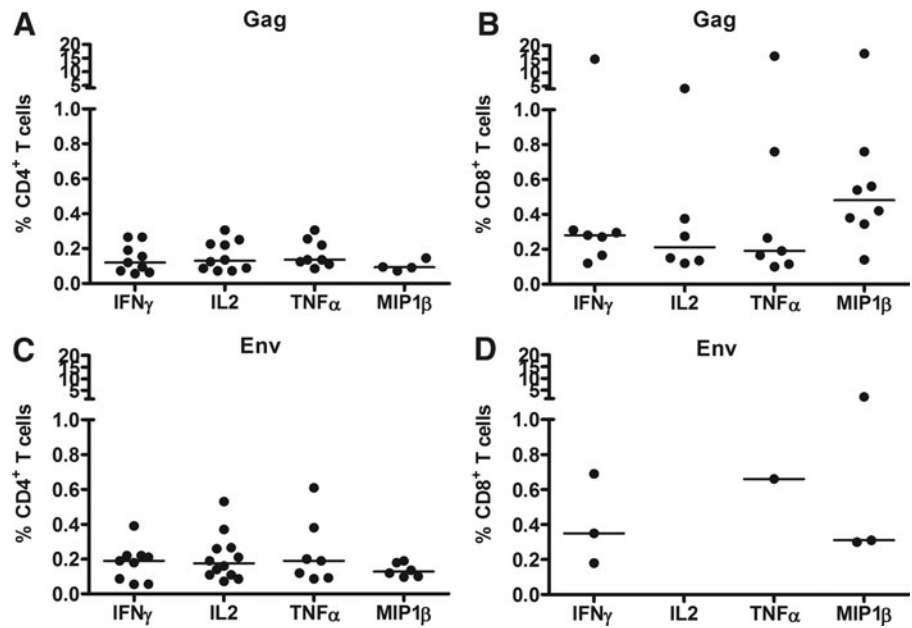 A
Gag
20
15
10
5
1.0
0.8
0.6
0.4
0.2
0.0
% CD4+ T cells
IFNγ IL2 TNFα MIP1β
B
Gag
20
15
10
5
1.0
0.8
0.6
0.4
0.2
0.0
% CD8+ T cells
IFNγ IL2 TNFα MIP1β
C
Env
20
15
10
5
1.0
0.8
0.6
0.4
0.2
0.0
% CD4+ T cells
IFNγ IL2 TNFα MIP1β
D
Env
20
15
10
5
1.0
0.8
0.6
0.4
0.2
0.0
% CD8+ T cells
IFNγ IL2 TNFα MIP1β